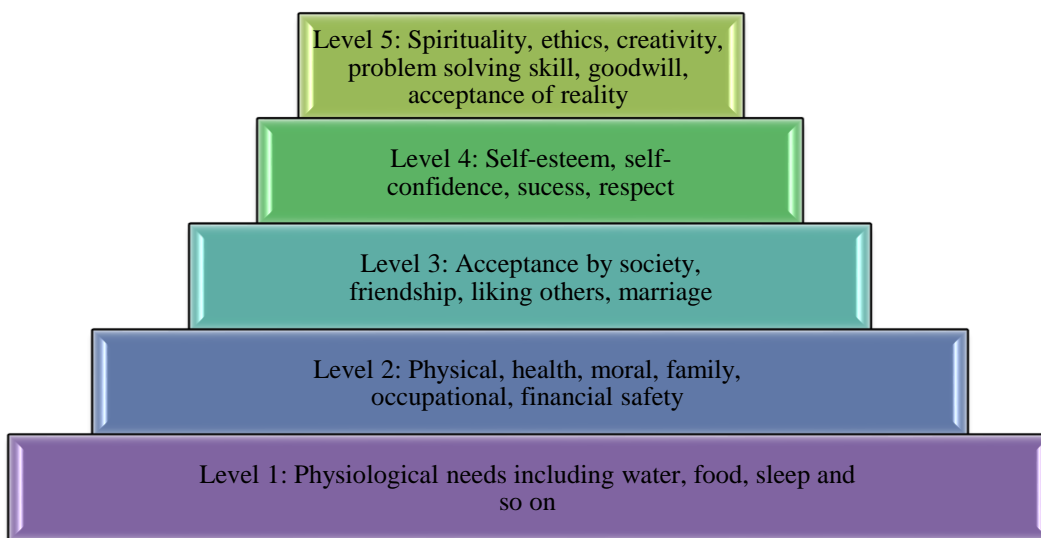 Level 5: Spirituality, ethics, creativity,
problem solving skill, goodwill,
acceptance of reality
Level 4: Self-esteem, self-
confidence, sucess, respect
Level 3: Acceptance by society,
friendship, liking others, marriage
Level 2: Physical, health, moral, family,
occupational, financial safety
Level 1: Physiological needs including water, food, sleep and
so on